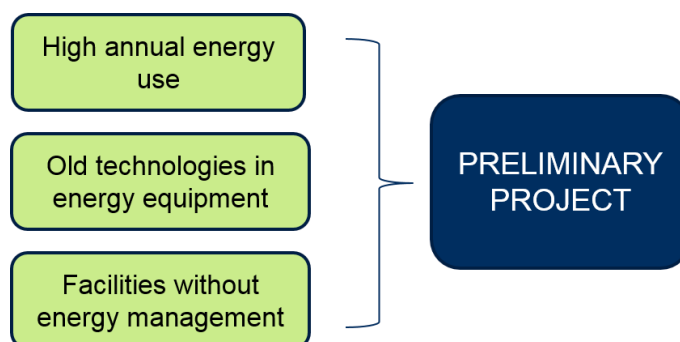 High annual energy
use
Old technologies in
energy equipment
Facilities without
energy management
PRELIMINARY
PROJECT